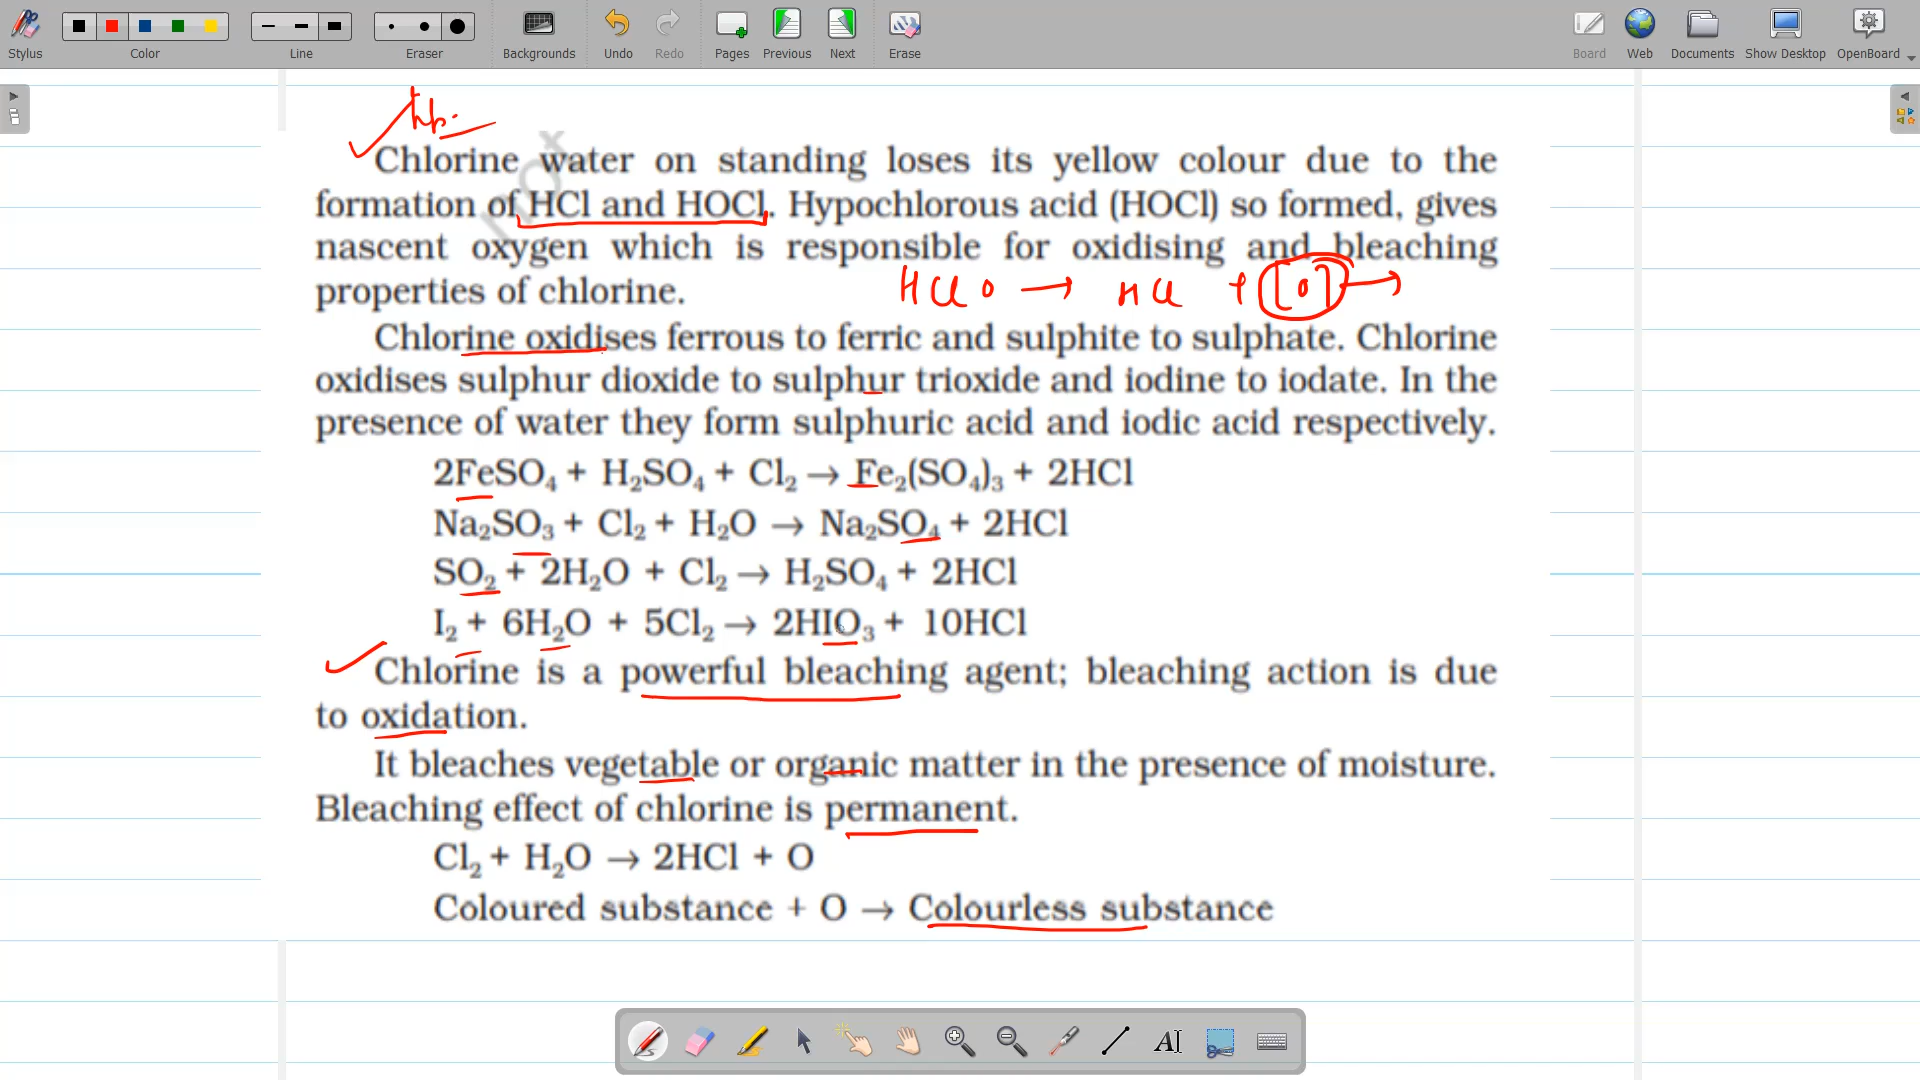 Stylus Color Line Eraser Backgrounds Undo Redo Pages Previous Next Erase Board Web Documents Show Desktop OpenBoard
Chlorine water on standing loses its yellow colour due to the
formation of HCl and HOCl. Hypochlorous acid (HOCl) so formed, gives
nascent oxygen which is responsible for oxidising and bleaching
properties of chlorine.
HClO → HCl + [O] →
Chlorine oxidises ferrous to ferric and sulphite to sulphate. Chlorine
oxidises sulphur dioxide to sulphur trioxide and iodine to iodate. In the
presence of water they form sulphuric acid and iodic acid respectively.
2FeSO₄ + H₂SO₄ + Cl₂ → Fe₂(SO₄)₃ + 2HCl
Na₂SO₃ + Cl₂ + H₂O → Na₂SO₄ + 2HCl
SO₂ + 2H₂O + Cl₂ → H₂SO₄ + 2HCl
I₂ + 6H₂O + 5Cl₂ → 2HIO₃ + 10HCl
Chlorine is a powerful bleaching agent; bleaching action is due
to oxidation.
It bleaches vegetable or organic matter in the presence of moisture.
Bleaching effect of chlorine is permanent.
Cl₂ + H₂O → 2HCl + O
Coloured substance + O → Colourless substance
not